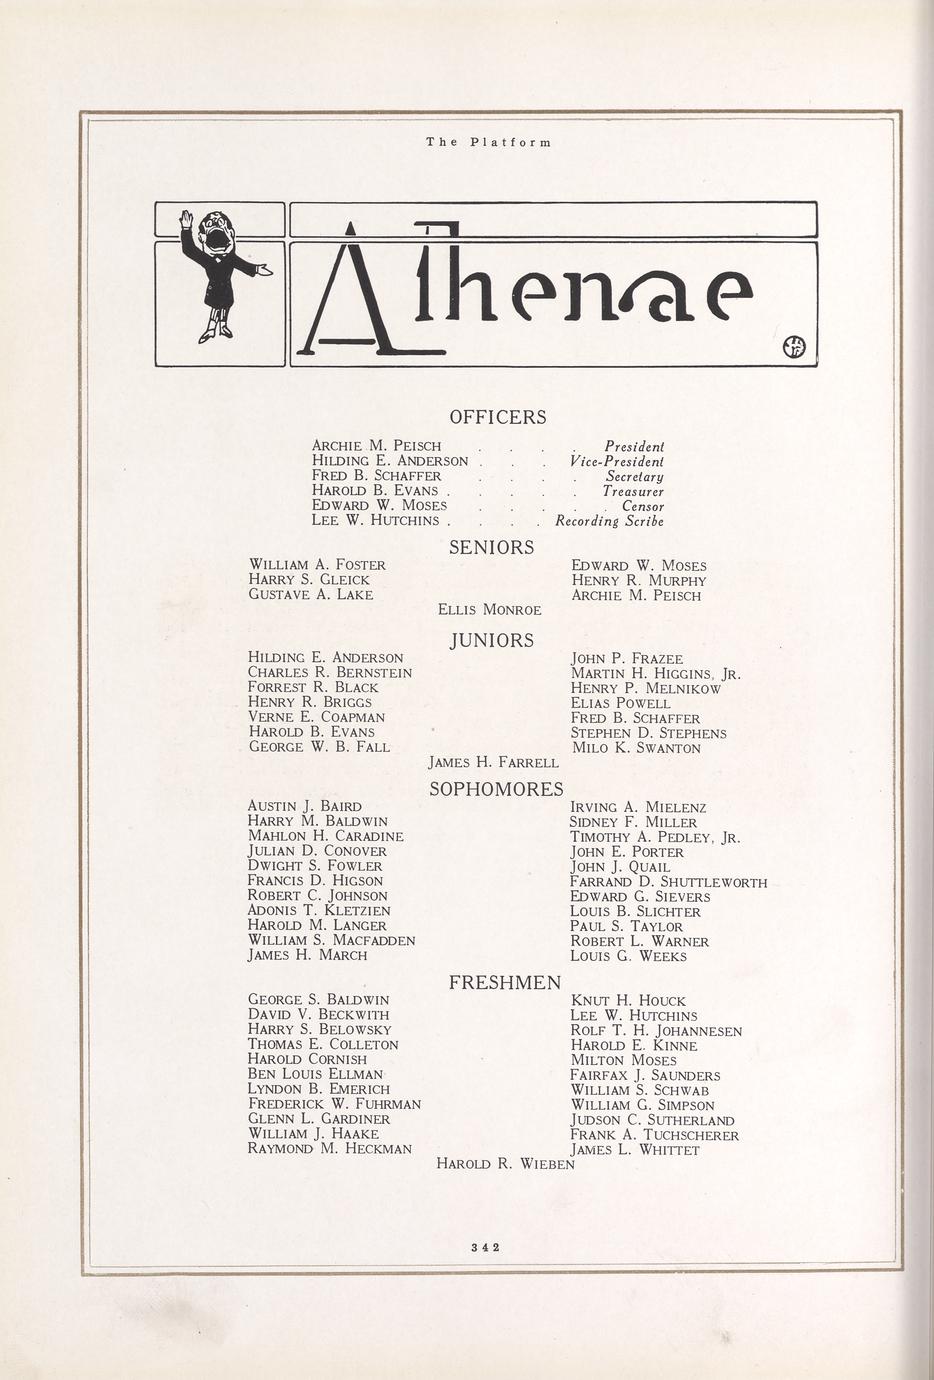 The Platform
Athenae
OFFICERS
ARCHIE M. PEISCH . . . . President
HILDING E. ANDERSON . . . Vice-President
FRED B. SCHAFFER . . . . Secretary
HAROLD B. EVANS . . . . . Treasurer
EDWARD W. MOSES . . . . . Censor
LEE W. HUTCHINS . . . . Recording Scribe
SENIORS
WILLIAM A. FOSTER EDWARD W. MOSES
HARRY S. GLEICK HENRY R. MURPHY
GUSTAVE A. LAKE ARCHIE M. PEISCH
ELLIS MONROE
JUNIORS
HILDING E. ANDERSON JOHN P. FRAZEE
CHARLES R. BERNSTEIN MARTIN H. HIGGINS, JR.
FORREST R. BLACK HENRY P. MELNIKOW
HENRY R. BRIGGS ELIAS POWELL
VERNE E. COAPMAN FRED B. SCHAFFER
HAROLD B. EVANS STEPHEN D. STEPHENS
GEORGE W. B. FALL MILO K. SWANTON
JAMES H. FARRELL
SOPHOMORES
AUSTIN J. BAIRD IRVING A. MIELENZ
HARRY M. BALDWIN SIDNEY F. MILLER
MAHLON H. CARADINE TIMOTHY A. PEDLEY, JR.
JULIAN D. CONOVER JOHN E. PORTER
DWIGHT S. FOWLER JOHN J. QUAIL
FRANCIS D. HIGSON FARRAND D. SHUTTLEWORTH
ROBERT C. JOHNSON EDWARD G. SIEVERS
ADONIS T. KLETZIEN LOUIS B. SLICHTER
HAROLD M. LANGER PAUL S. TAYLOR
WILLIAM S. MACFADDEN ROBERT L. WARNER
JAMES H. MARCH LOUIS G. WEEKS
FRESHMEN
GEORGE S. BALDWIN KNUT H. HOUCK
DAVID V. BECKWITH LEE W. HUTCHINS
HARRY S. BELOWSKY ROLF T. H. JOHANNESEN
THOMAS E. COLLETON HAROLD E. KINNE
HAROLD CORNISH MILTON MOSES
BEN LOUIS ELLMAN FAIRFAX J. SAUNDERS
LYNDON B. EMERICH WILLIAM S. SCHWAB
FREDERICK W. FUHRMAN WILLIAM G. SIMPSON
GLENN L. GARDINER JUDSON C. SUTHERLAND
WILLIAM J. HAAKE FRANK A. TUCHSCHERER
RAYMOND M. HECKMAN JAMES L. WHITTET
HAROLD R. WIEBEN
342